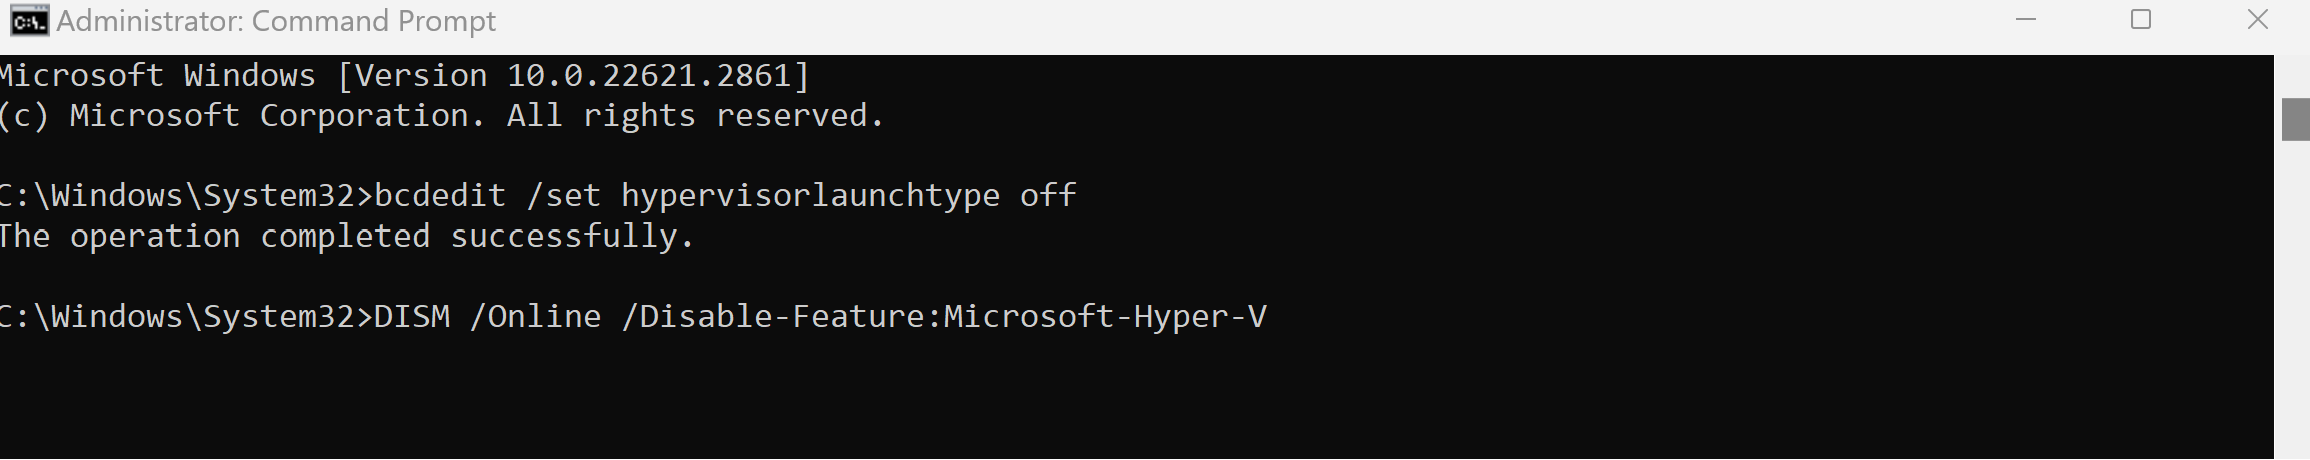 Administrator: Command Prompt
Microsoft Windows [Version 10.0.22621.2861]
(c) Microsoft Corporation. All rights reserved.
C:\Windows\System32>bcdedit /set hypervisorlaunchtype off
The operation completed successfully.
C:\Windows\System32>DISM /Online /Disable-Feature:Microsoft-Hyper-V